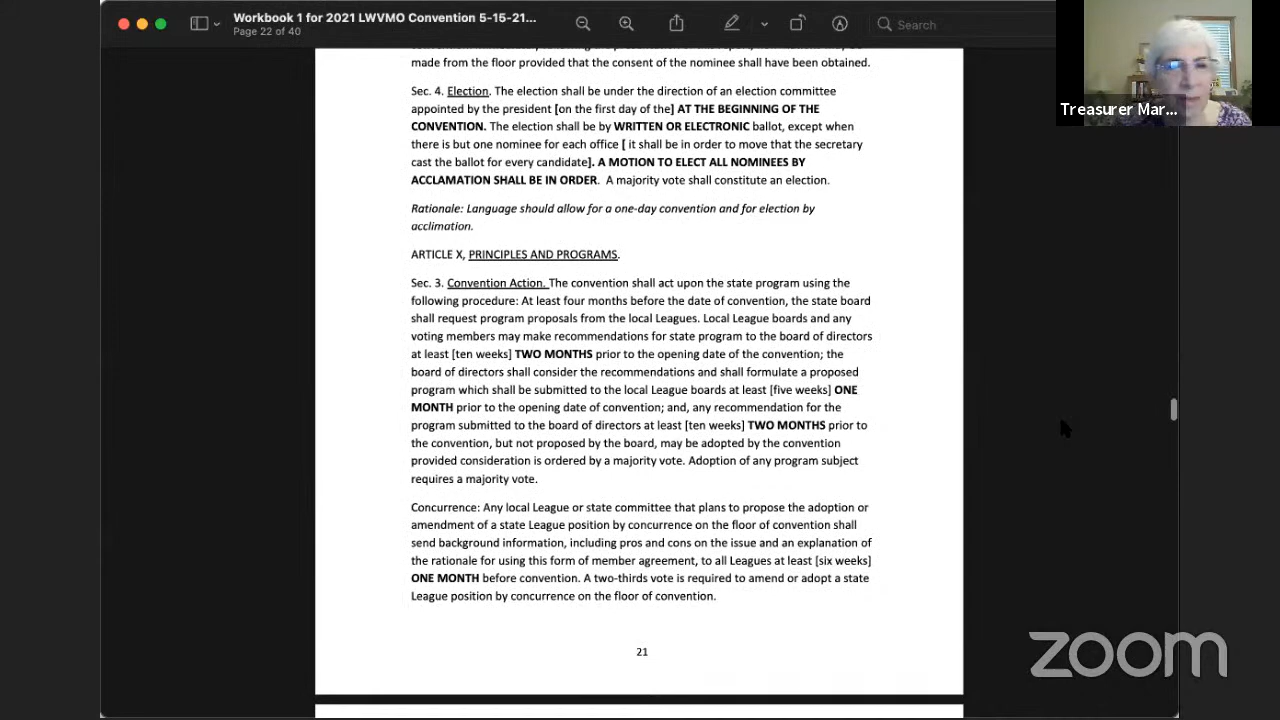 Workbook 1 for 2021 LWVMO Convention 5-15-21...
Page 22 of 40
Search
Treasurer Mar...
made from the floor provided that the consent of the nominee shall have been obtained.
Sec. 4. Election. The election shall be under the direction of an election committee
appointed by the president [on the first day of the] AT THE BEGINNING OF THE
CONVENTION. The election shall be by WRITTEN OR ELECTRONIC ballot, except when
there is but one nominee for each office [ it shall be in order to move that the secretary
cast the ballot for every candidate]. A MOTION TO ELECT ALL NOMINEES BY
ACCLAMATION SHALL BE IN ORDER. A majority vote shall constitute an election.
Rationale: Language should allow for a one-day convention and for election by
acclimation.
ARTICLE X, PRINCIPLES AND PROGRAMS.
Sec. 3. Convention Action. The convention shall act upon the state program using the
following procedure: At least four months before the date of convention, the state board
shall request program proposals from the local Leagues. Local League boards and any
voting members may make recommendations for state program to the board of directors
at least [ten weeks] TWO MONTHS prior to the opening date of the convention; the
board of directors shall consider the recommendations and shall formulate a proposed
program which shall be submitted to the local League boards at least [five weeks] ONE
MONTH prior to the opening date of convention; and, any recommendation for the
program submitted to the board of directors at least [ten weeks] TWO MONTHS prior to
the convention, but not proposed by the board, may be adopted by the convention
provided consideration is ordered by a majority vote. Adoption of any program subject
requires a majority vote.
Concurrence: Any local League or state committee that plans to propose the adoption or
amendment of a state League position by concurrence on the floor of convention shall
send background information, including pros and cons on the issue and an explanation of
the rationale for using this form of member agreement, to all Leagues at least [six weeks]
ONE MONTH before convention. A two-thirds vote is required to amend or adopt a state
League position by concurrence on the floor of convention.
21
zoom